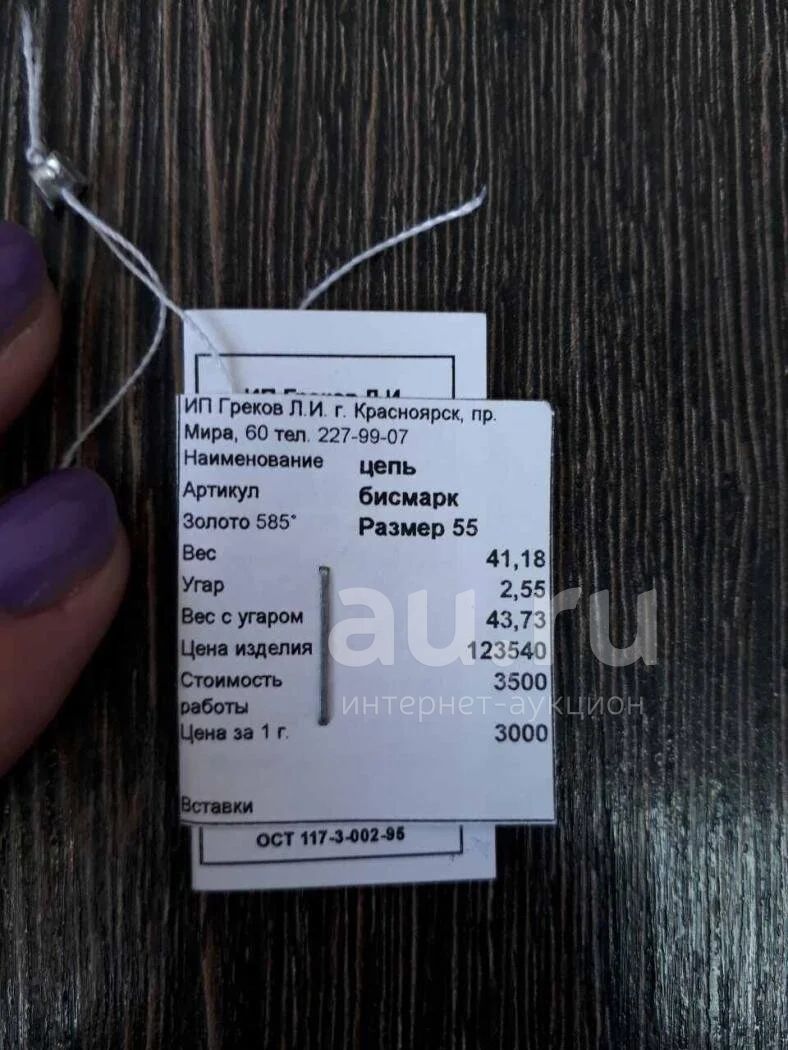 ИП Греков Л.И.
ИП Греков Л.И. г. Красноярск, пр.
Мира, 60 тел. 227-99-07
Наименование цепь
Артикул бисмарк
Золото 585° Размер 55
Вес 41,18
Угар 2,55
Вес с угаром 43,73
Цена изделия 123540
Стоимость 3500
работы
Цена за 1 г. 3000
Вставки
ОСТ 117-3-002-95
au.ru
интернет-аукцион